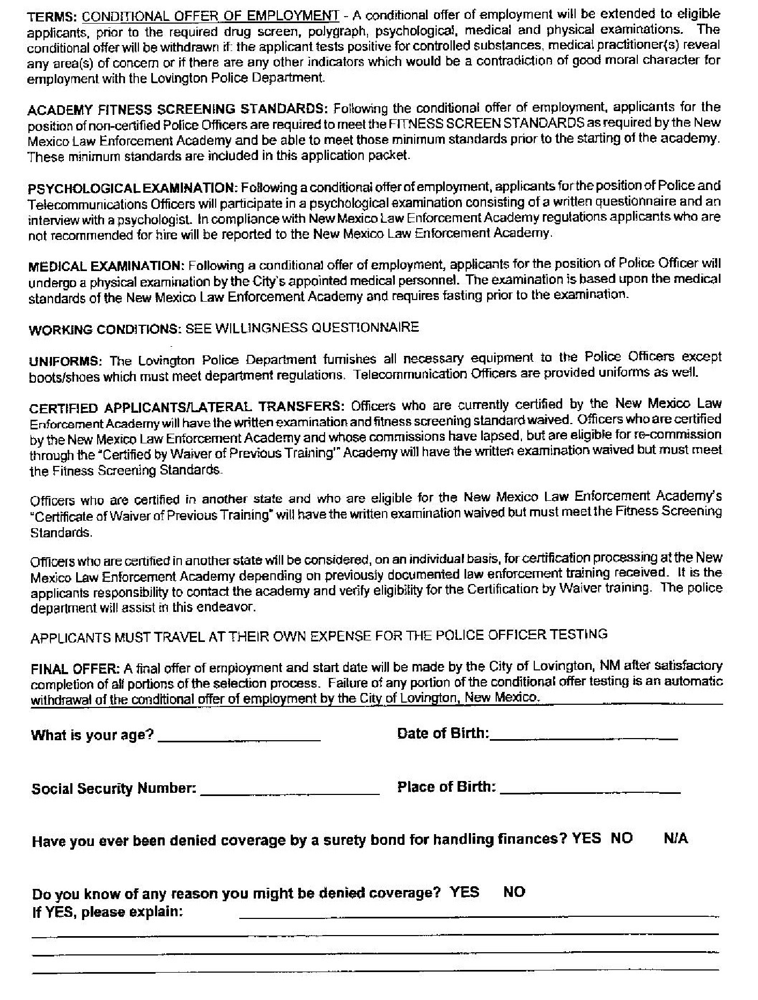 TERMS: CONDITIONAL OFFER OF EMPLOYMENT - A conditional offer of employment will be extended to eligible
applicants, prior to the required drug screen, polygraph, psychological, medical and physical examinations. The
conditional offer will be withdrawn if: the applicant tests positive for controlled substances, medical practitioner(s) reveal
any area(s) of concern or if there are any other indicators which would be a contradiction of good moral character for
employment with the Lovington Police Department.
ACADEMY FITNESS SCREENING STANDARDS: Following the conditional offer of employment, applicants for the
position of non-certified Police Officers are required to meet the FITNESS SCREEN STANDARDS as required by the New
Mexico Law Enforcement Academy and be able to meet those minimum standards prior to the starting of the academy.
These minimum standards are included in this application packet.
PSYCHOLOGICAL EXAMINATION: Following a conditional offer of employment, applicants for the position of Police and
Telecommunications Officers will participate in a psychological examination consisting of a written questionnaire and an
interview with a psychologist. In compliance with New Mexico Law Enforcement Academy regulations applicants who are
not recommended for hire will be reported to the New Mexico Law Enforcement Academy.
MEDICAL EXAMINATION: Following a conditional offer of employment, applicants for the position of Police Officer will
undergo a physical examination by the City's appointed medical personnel. The examination is based upon the medical
standards of the New Mexico Law Enforcement Academy and requires fasting prior to the examination.
WORKING CONDITIONS: SEE WILLINGNESS QUESTIONNAIRE
UNIFORMS: The Lovington Police Department furnishes all necessary equipment to the Police Officers except
boots/shoes which must meet department regulations. Telecommunication Officers are provided uniforms as well.
CERTIFIED APPLICANTS/LATERAL TRANSFERS: Officers who are currently certified by the New Mexico Law
Enforcement Academy will have the written examination and fitness screening standard waived. Officers who are certified
by the New Mexico Law Enforcement Academy and whose commissions have lapsed, but are eligible for re-commission
through the "Certified by Waiver of Previous Training'" Academy will have the written examination waived but must meet
the Fitness Screening Standards.
Officers who are certified in another state and who are eligible for the New Mexico Law Enforcement Academy's
"Certificate of Waiver of Previous Training" will have the written examination waived but must meet the Fitness Screening
Standards.
Officers who are certified in another state will be considered, on an individual basis, for certification processing at the New
Mexico Law Enforcement Academy depending on previously documented law enforcement training received. It is the
applicants responsibility to contact the academy and verify eligibility for the Certification by Waiver training. The police
department will assist in this endeavor.
APPLICANTS MUST TRAVEL AT THEIR OWN EXPENSE FOR THE POLICE OFFICER TESTING
FINAL OFFER: A final offer of employment and start date will be made by the City of Lovington, NM after satisfactory
completion of all portions of the selection process. Failure of any portion of the conditional offer testing is an automatic
withdrawal of the conditional offer of employment by the City of Lovington, New Mexico.
What is your age? Date of Birth:
Social Security Number: Place of Birth:
Have you ever been denied coverage by a surety bond for handling finances? YES NO N/A
Do you know of any reason you might be denied coverage? YES NO
If YES, please explain: